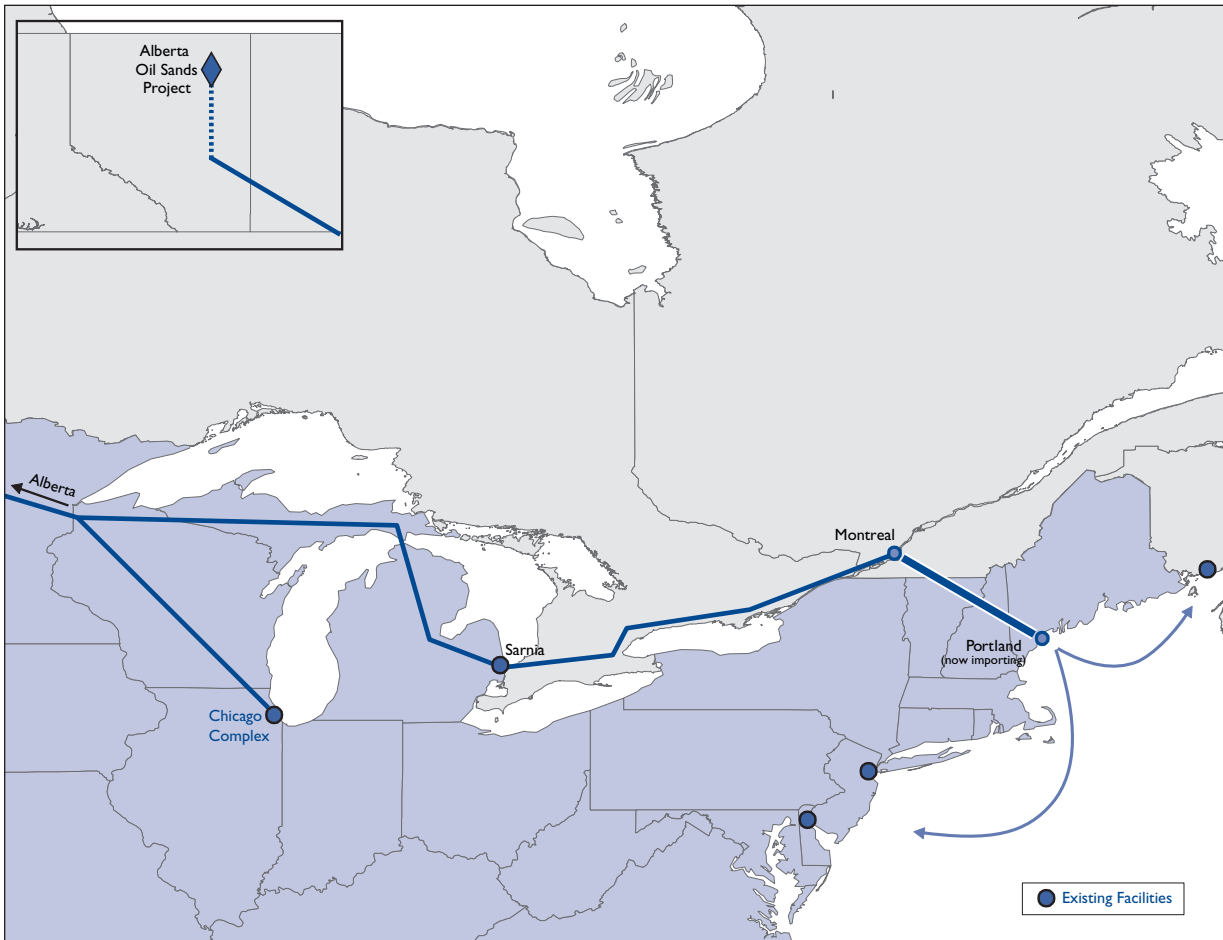 Alberta
Oil Sands
Project
Alberta
Montreal
Sarnia
Portland
(now importing)
Chicago
Complex
Existing Facilities